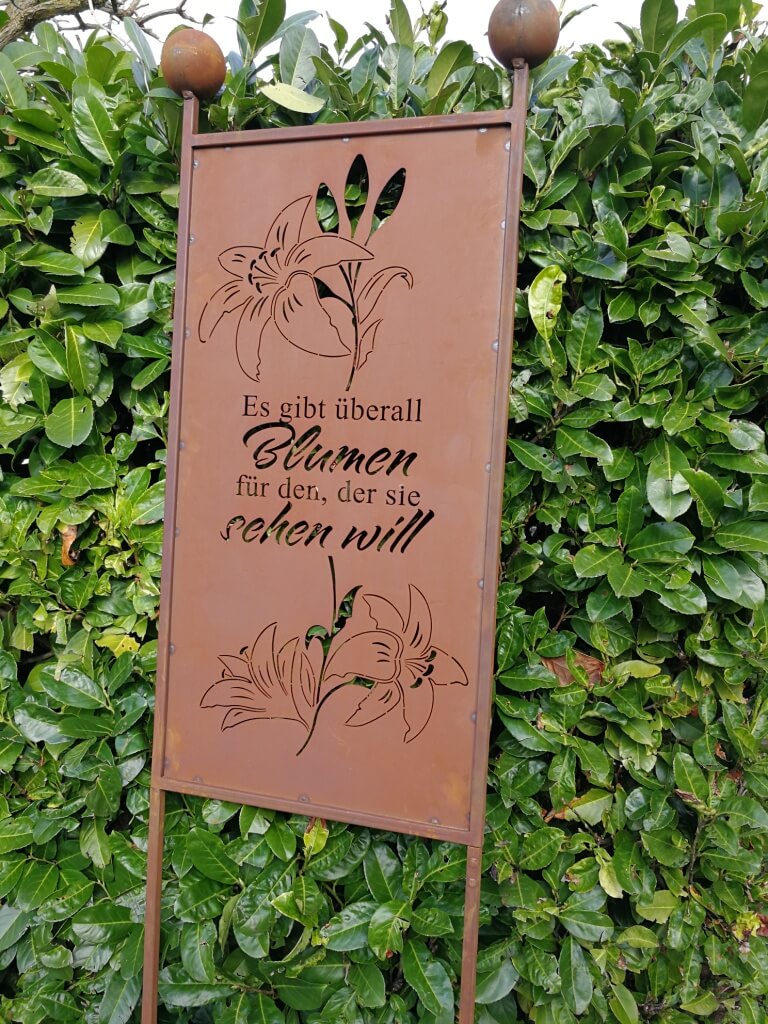 Es gibt überall
Blumen
für den, der sie
sehen will